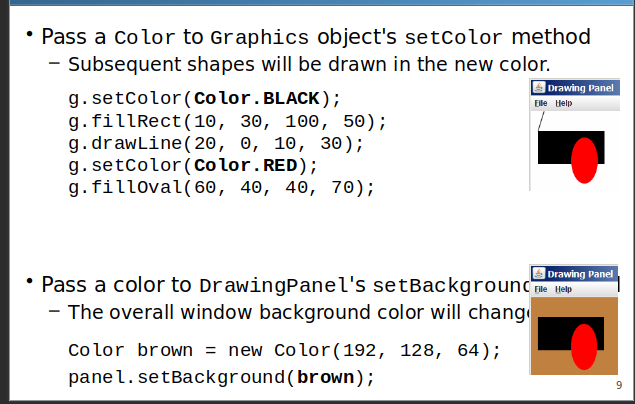 • Pass a Color to Graphics object's setColor method
– Subsequent shapes will be drawn in the new color.
g.setColor(Color.BLACK);
g.fillRect(10, 30, 100, 50);
g.drawLine(20, 0, 10, 30);
g.setColor(Color.RED);
g.fillOval(60, 40, 40, 70);
Drawing Panel
File Help
• Pass a color to DrawingPanel's setBackground
– The overall window background color will change
Color brown = new Color(192, 128, 64);
panel.setBackground(brown);
Drawing Panel
File Help
9